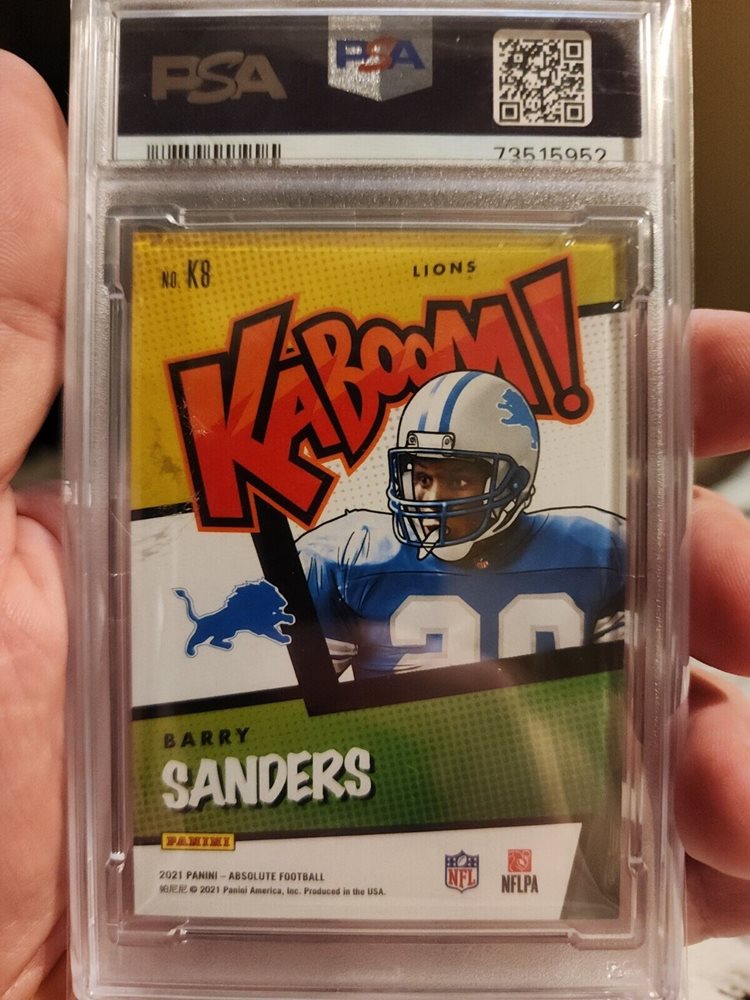 PSA
PSA
73515952
NO. K8
LIONS
KABOOM!
20
BARRY
SANDERS
PANINI
2021 PANINI – ABSOLUTE FOOTBALL
帕尼尼 © 2021 Panini America, Inc. Produced in the USA.
NFL
NFLPA